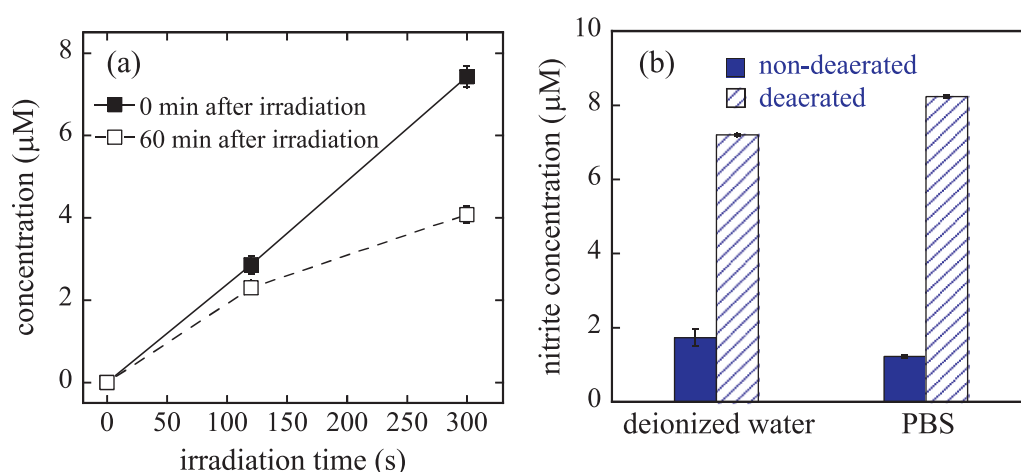 (a)
0 min after irradiation
60 min after irradiation
concentration (µM)
8
6
4
2
0
0 50 100 150 200 250 300
irradiation time (s)
(b)
non-deaerated
deaerated
nitrite concentration (µM)
10
8
6
4
2
0
deionized water PBS